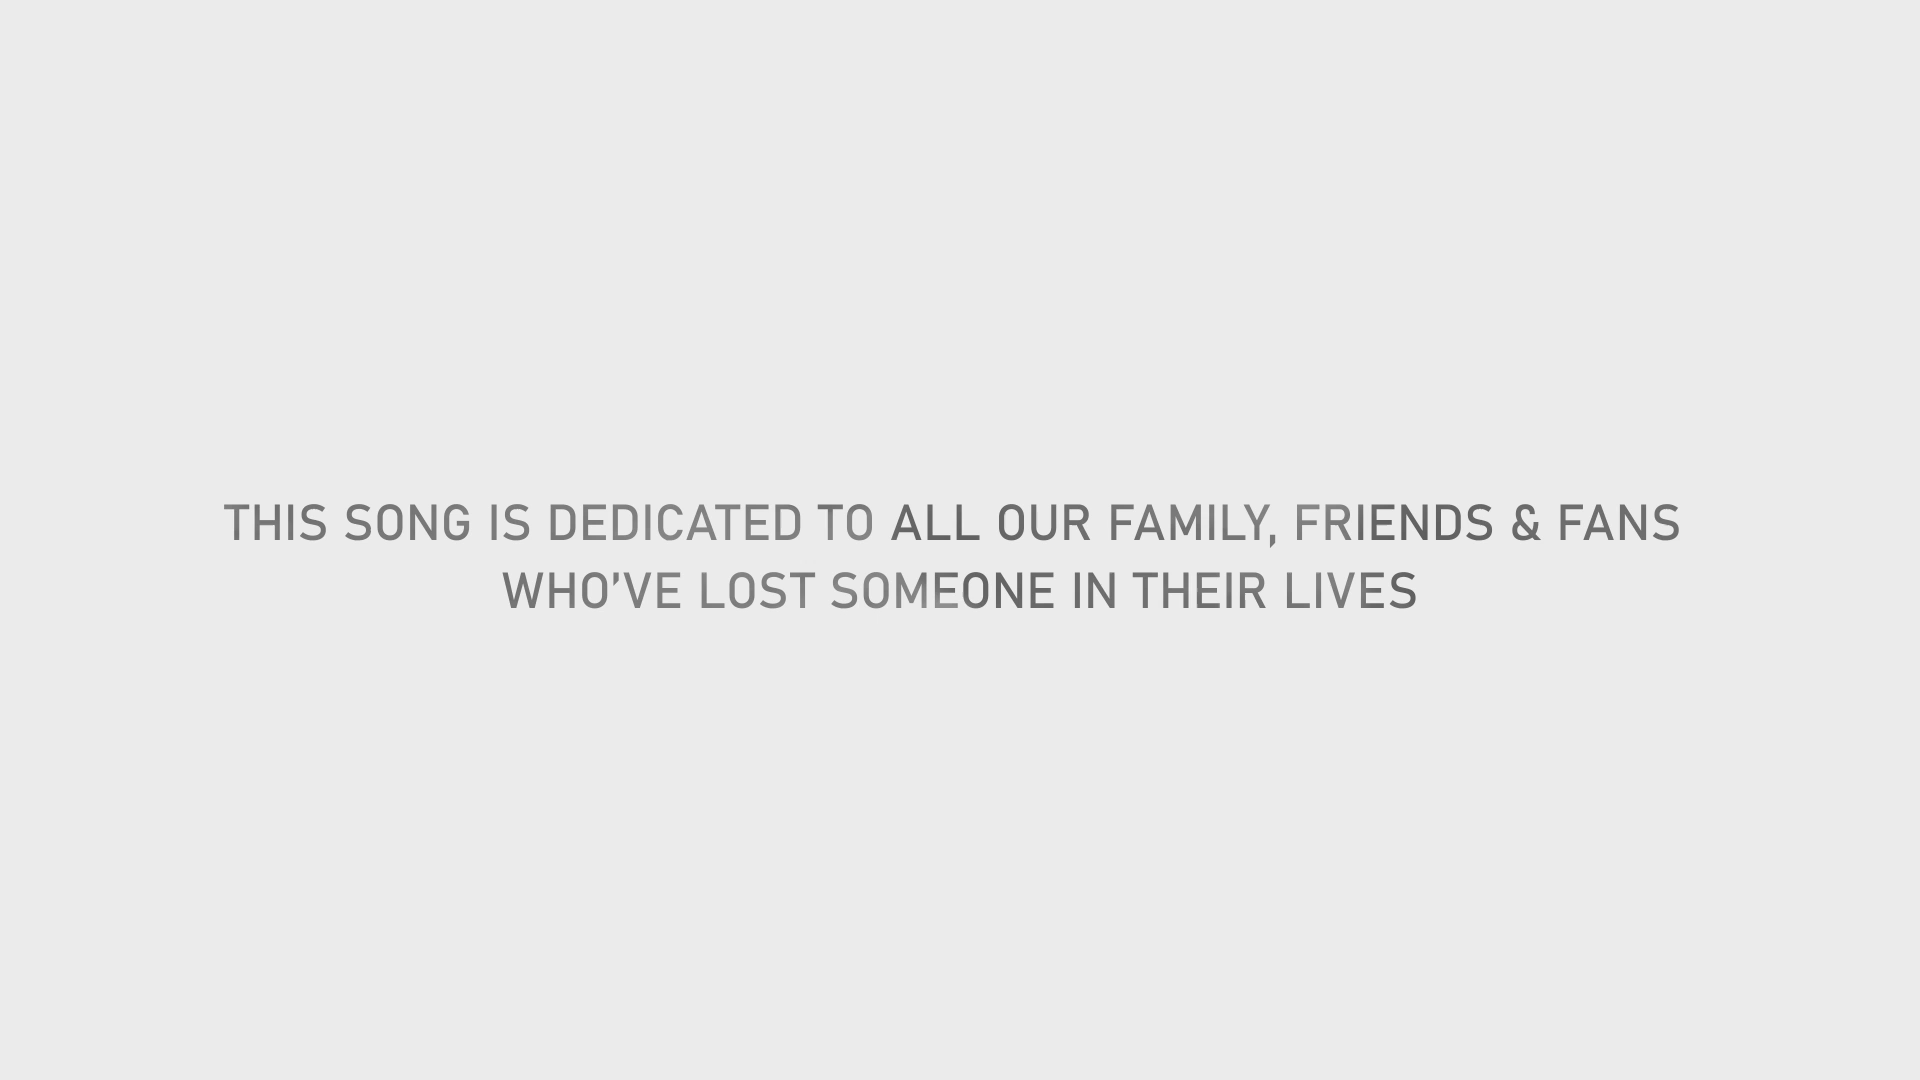 THIS SONG IS DEDICATED TO ALL OUR FAMILY, FRIENDS & FANS
WHO’VE LOST SOMEONE IN THEIR LIVES